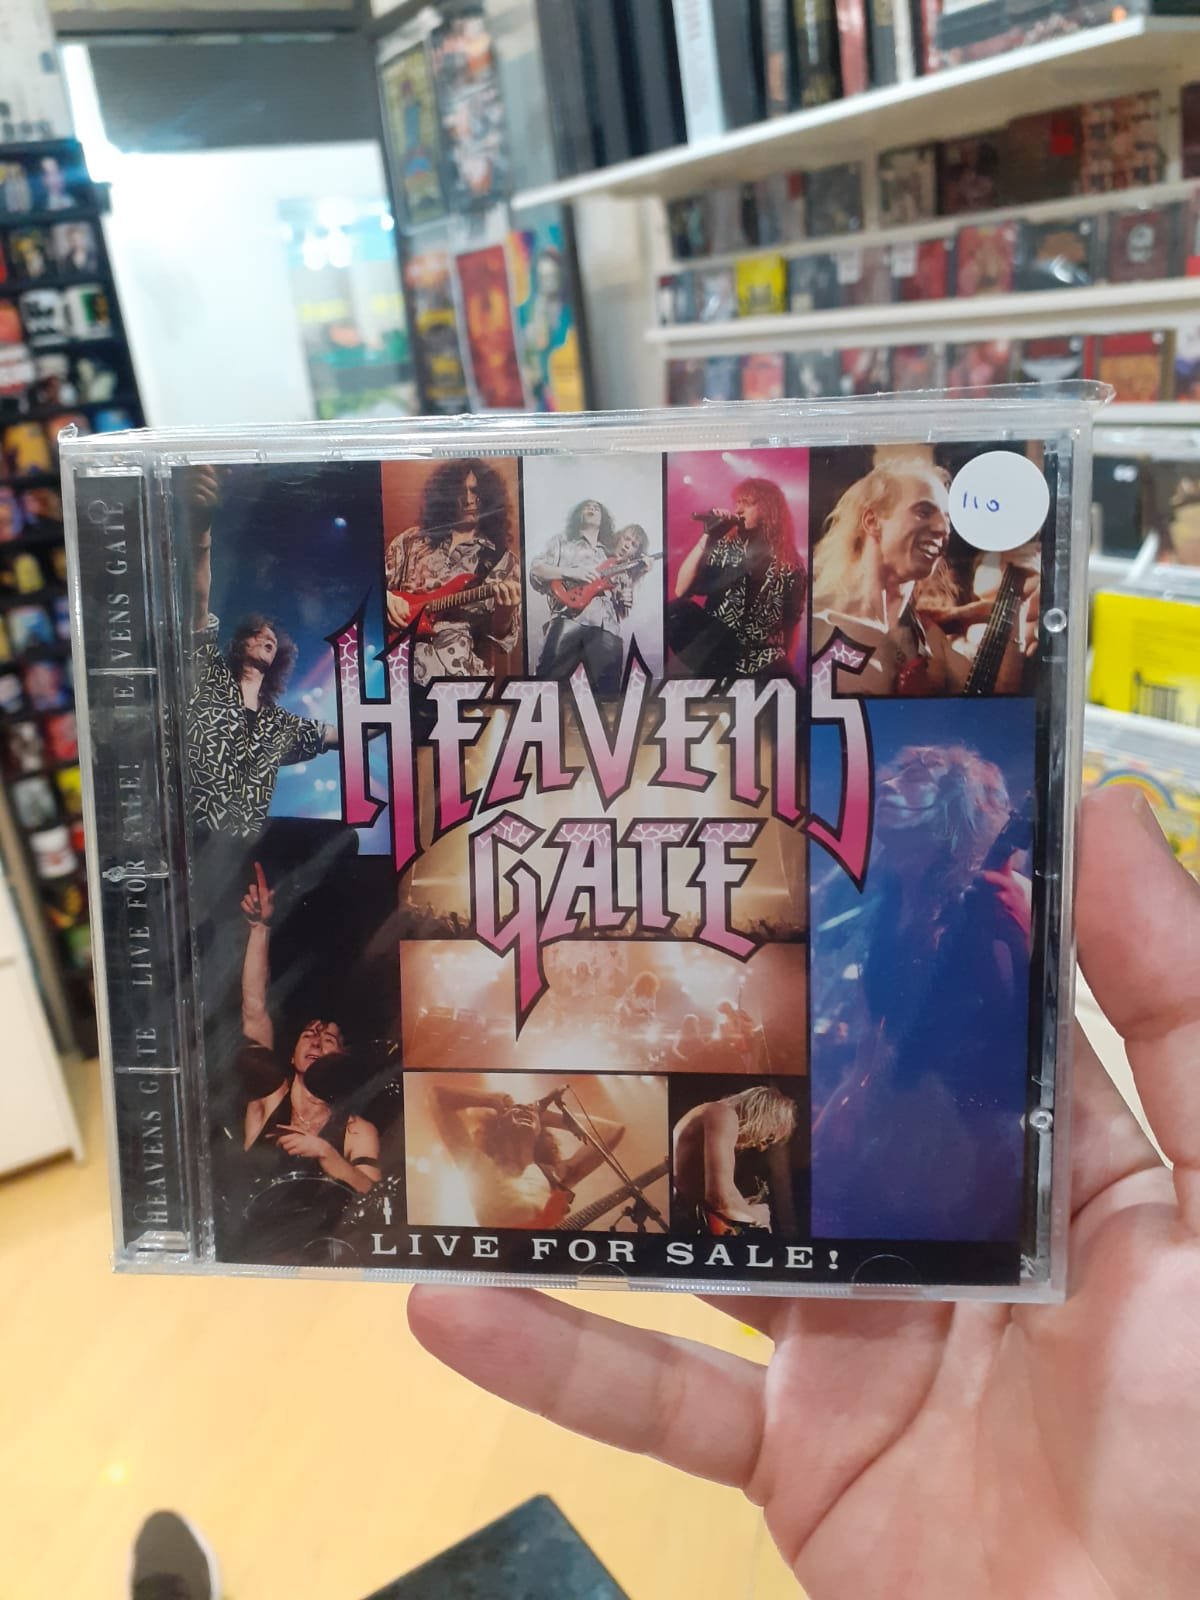 110
HEAVENS
GATE
LIVE FOR SALE!
HEAVENS GATE LIVE FOR SALE! HEAVENS GATE